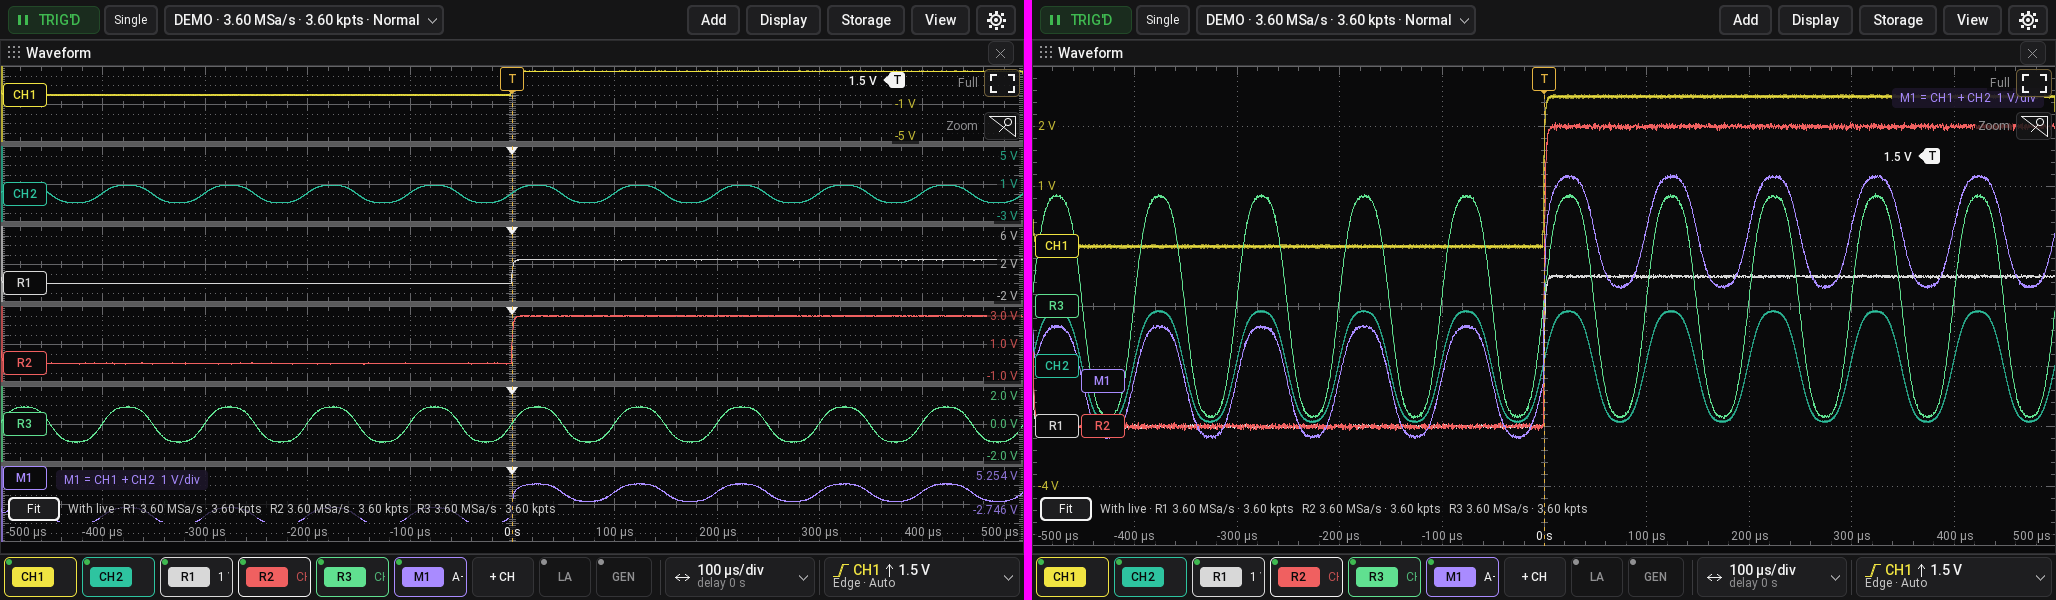 TRIG'D Single DEMO · 3.60 MSa/s · 3.60 kpts · Normal Add Display Storage View
Waveform
T
1.5 V T
Full
CH1
-1 V
Zoom
-5 V
5 V
CH2
1 V
-3 V
6 V
2 V
R1
-2 V
3.0 V
1.0 V
R2
-1.0 V
2.0 V
R3
0.0 V
-2.0 V
M1
M1 = CH1 + CH2 1 V/div
5.254 V
Fit With live · R1 3.60 MSa/s · 3.60 kpts R2 3.60 MSa/s · 3.60 kpts R3 3.60 MSa/s · 3.60 kpts
-2.746 V
-500 µs -400 µs -300 µs -200 µs -100 µs 0 s 100 µs 200 µs 300 µs 400 µs 500 µs
CH1 CH2 R1 1 R2 R3 M1 A- + CH LA GEN
100 µs/div
delay 0 s
CH1 ↑ 1.5 V
Edge · Auto
TRIG'D Single DEMO · 3.60 MSa/s · 3.60 kpts · Normal Add Display Storage View
Waveform
T
Full
M1 = CH1 + CH2 1 V/div
2 V
Zoom
1.5 V T
1 V
CH1
R3
CH2
M1
R1 R2
-4 V
Fit With live · R1 3.60 MSa/s · 3.60 kpts R2 3.60 MSa/s · 3.60 kpts R3 3.60 MSa/s · 3.60 kpts
-500 µs -400 µs -300 µs -200 µs -100 µs 0 s 100 µs 200 µs 300 µs 400 µs 500 µs
CH1 CH2 R1 1 R2 R3 M1 A- + CH LA GEN
100 µs/div
delay 0 s
CH1 ↑ 1.5 V
Edge · Auto